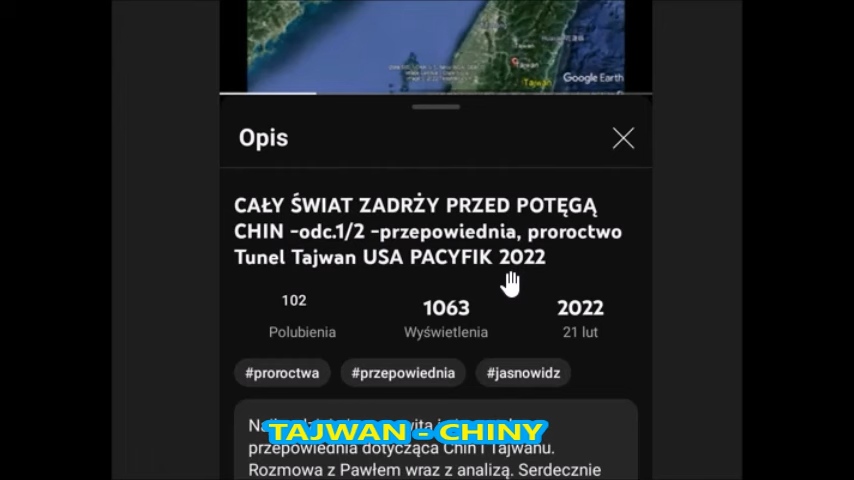 Tajwan
Tajwan
Google Earth
Opis
CAŁY ŚWIAT ZADRŻY PRZED POTĘGĄ
CHIN -odc.1/2 -przepowiednia, proroctwo
Tunel Tajwan USA PACYFIK 2022
102
1063
2022
Polubienia
Wyświetlenia
21 lut
#proroctwa
#przepowiednia
#jasnowidz
TAJWAN - CHINY
przepowiednia dotycząca Chin i Tajwanu.
Rozmowa z Pawłem wraz z analizą. Serdecznie